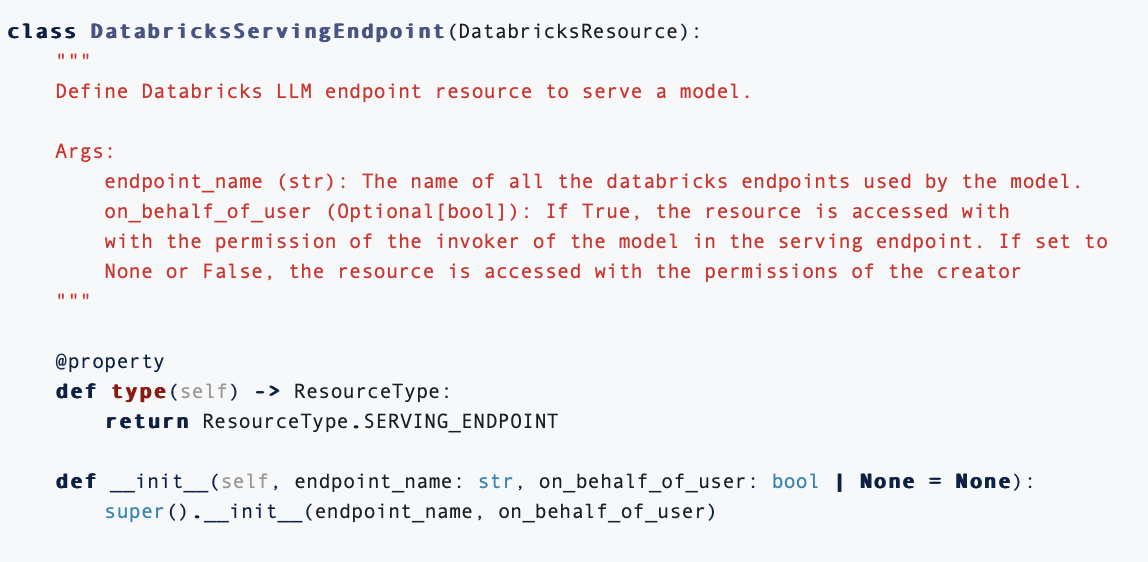 class DatabricksServingEndpoint(DatabricksResource):
    """
    Define Databricks LLM endpoint resource to serve a model.

    Args:
        endpoint_name (str): The name of all the databricks endpoints used by the model.
        on_behalf_of_user (Optional[bool]): If True, the resource is accessed with
        with the permission of the invoker of the model in the serving endpoint. If set to
        None or False, the resource is accessed with the permissions of the creator
    """

    @property
    def type(self) -> ResourceType:
        return ResourceType.SERVING_ENDPOINT

    def __init__(self, endpoint_name: str, on_behalf_of_user: bool | None = None):
        super().__init__(endpoint_name, on_behalf_of_user)